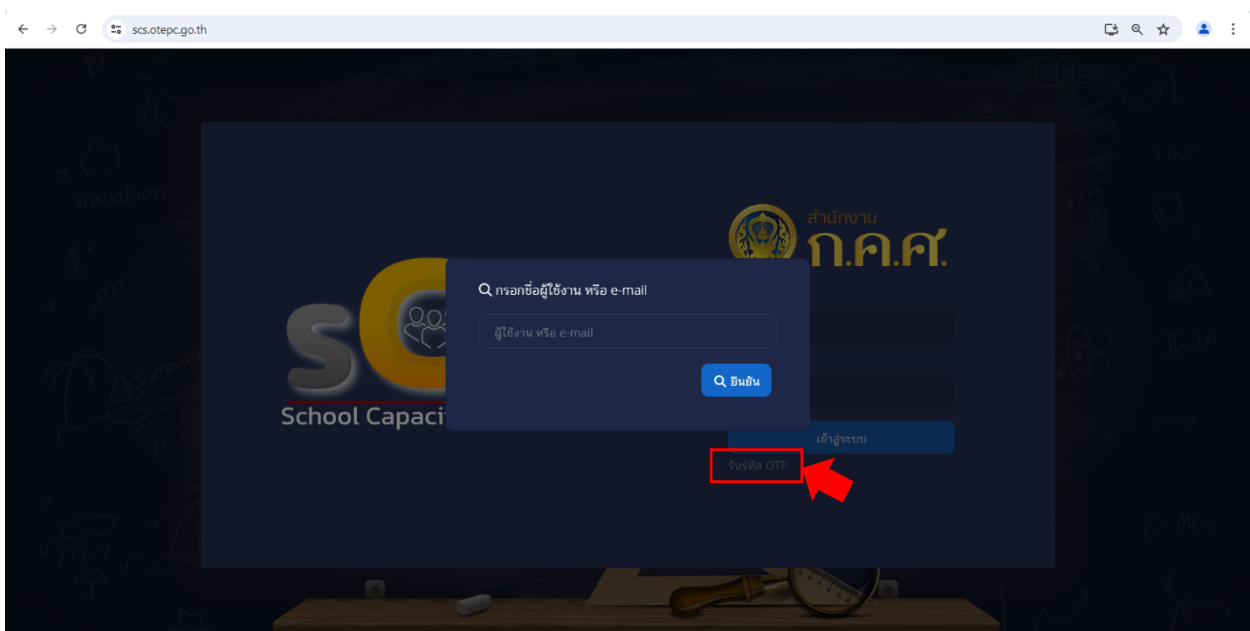 scs.otepc.go.th
vacation
Like
Summer
สำนักงาน
ก.ค.ศ.
กรอกชื่อผู้ใช้งาน หรือ e-mail
ผู้ใช้งาน หรือ e-mail
ยืนยัน
School Capaci
เข้าสู่ระบบ
รับรหัส OTP